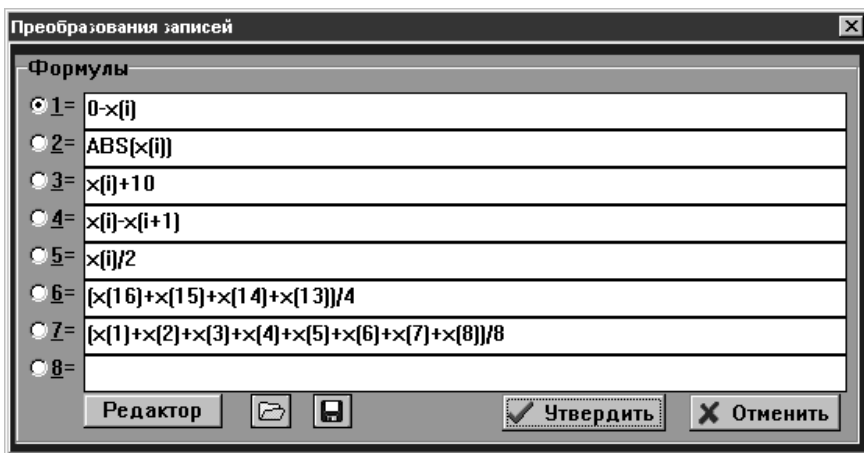 Преобразования записей
Формулы
1= 0-x(i)
2= ABS(x(i))
3= x(i)+10
4= x(i)-x(i+1)
5= x(i)/2
6= (x(16)+x(15)+x(14)+x(13))/4
7= (x(1)+x(2)+x(3)+x(4)+x(5)+x(6)+x(7)+x(8))/8
8=
Редактор Утвердить Отменить